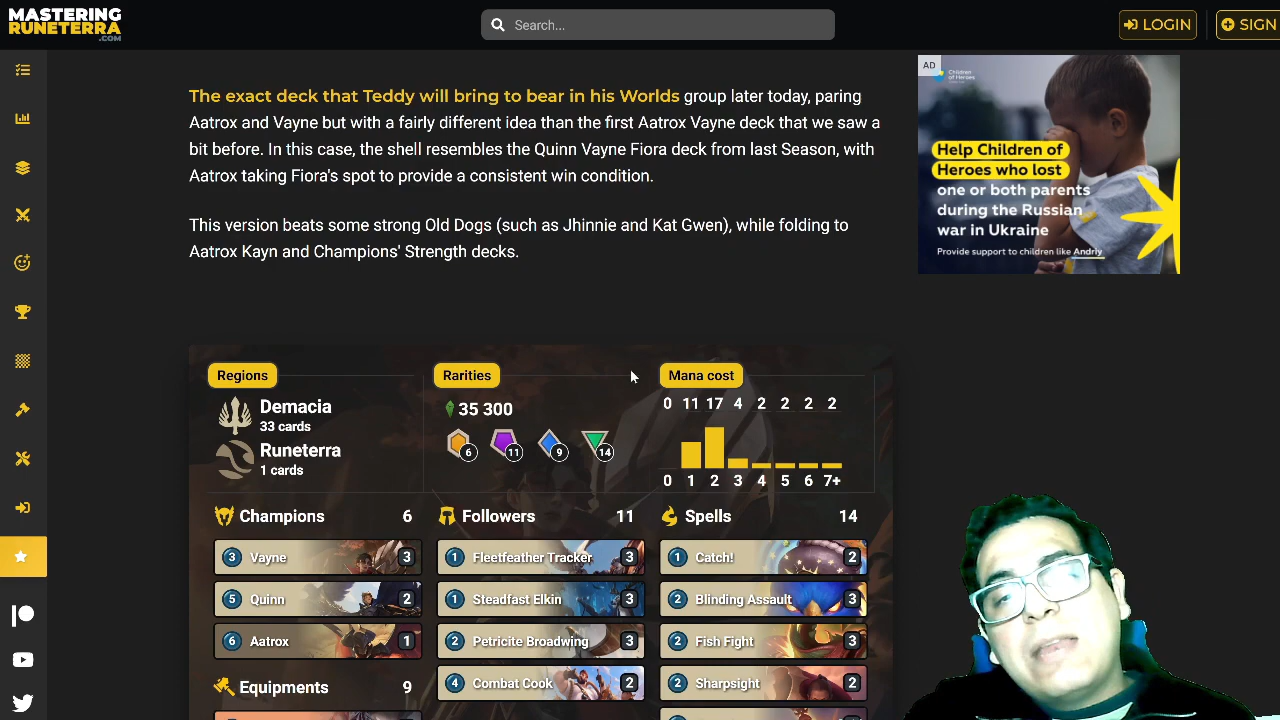 MASTERING
RUNETERRA
.COM
Search...
LOGIN
SIGN
The exact deck that Teddy will bring to bear in his Worlds group later today, paring
Aatrox and Vayne but with a fairly different idea than the first Aatrox Vayne deck that we saw a
bit before. In this case, the shell resembles the Quinn Vayne Fiora deck from last Season, with
Aatrox taking Fiora's spot to provide a consistent win condition.
This version beats some strong Old Dogs (such as Jhinnie and Kat Gwen), while folding to
Aatrox Kayn and Champions' Strength decks.
AD
Children
of Heroes
Help Children of
Heroes who lost
one or both parents
during the Russian
war in Ukraine
Provide support to children like Andriy
Regions
Demacia
33 cards
Runeterra
1 cards
Rarities
35 300
6 11 9 14
Mana cost
0 11 17 4 2 2 2 2
0 1 2 3 4 5 6 7+
Champions 6
3 Vayne 3
5 Quinn 2
6 Aatrox 1
Equipments 9
Followers 11
1 Fleetfeather Tracker 3
1 Steadfast Elkin 3
2 Petricite Broadwing 3
4 Combat Cook 2
Spells 14
1 Catch! 2
2 Blinding Assault 3
2 Fish Fight 3
2 Sharpsight 2